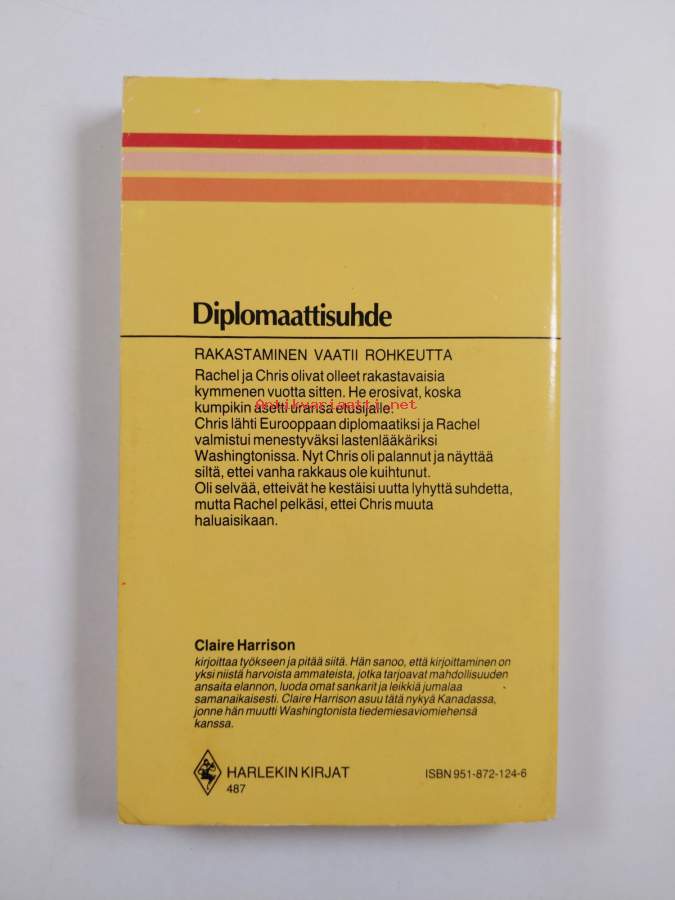 Diplomaattisuhde
RAKASTAMINEN VAATII ROHKEUTTA
Rachel ja Chris olivat olleet rakastavaisia
kymmenen vuotta sitten. He erosivat, koska
kumpikin asetti uransa etusijalle.
Antikvariaatti.net
Chris lähti Eurooppaan diplomaatiksi ja Rachel
valmistui menestyväksi lastenlääkäriksi
Washingtonissa. Nyt Chris oli palannut ja näyttää
siltä, ettei vanha rakkaus ole kuihtunut.
Oli selvää, etteivät he kestäisi uutta lyhyttä suhdetta,
mutta Rachel pelkäsi, ettei Chris muuta
haluaisikaan.
Claire Harrison
kirjoittaa työkseen ja pitää siitä. Hän sanoo, että kirjoittaminen on
yksi niistä harvoista ammateista, jotka tarjoavat mahdollisuuden
ansaita elannon, luoda omat sankarit ja leikkiä jumalaa
samanaikaisesti. Claire Harrison asuu tätä nykyä Kanadassa,
jonne hän muutti Washingtonista tiedemiesaviomiehensä
kanssa.
HARLEKIN KIRJAT
487
ISBN 951-872-124-6